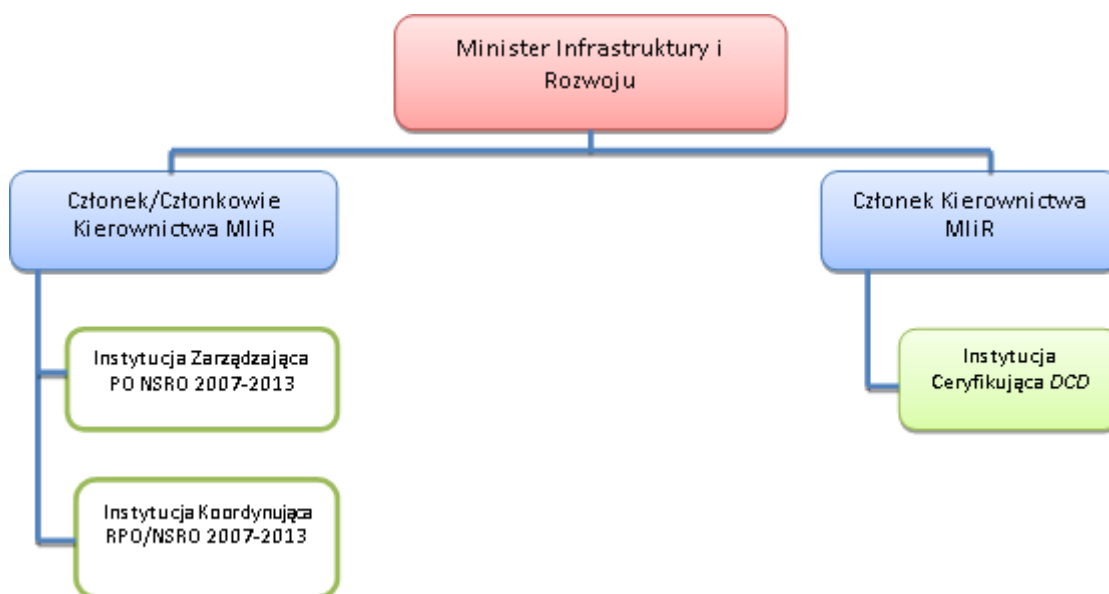 Minister Infrastruktury i
Rozwoju
Członek/Członkowie
Kierownictwa MIiR
Członek Kierownictwa
MIiR
Instytucja Zarządzająca
PO NSRO 2007-2013
Instytucja
Ceryfikująca DCD
Instytucja Koordynująca
RPO/NSRO 2007-2013